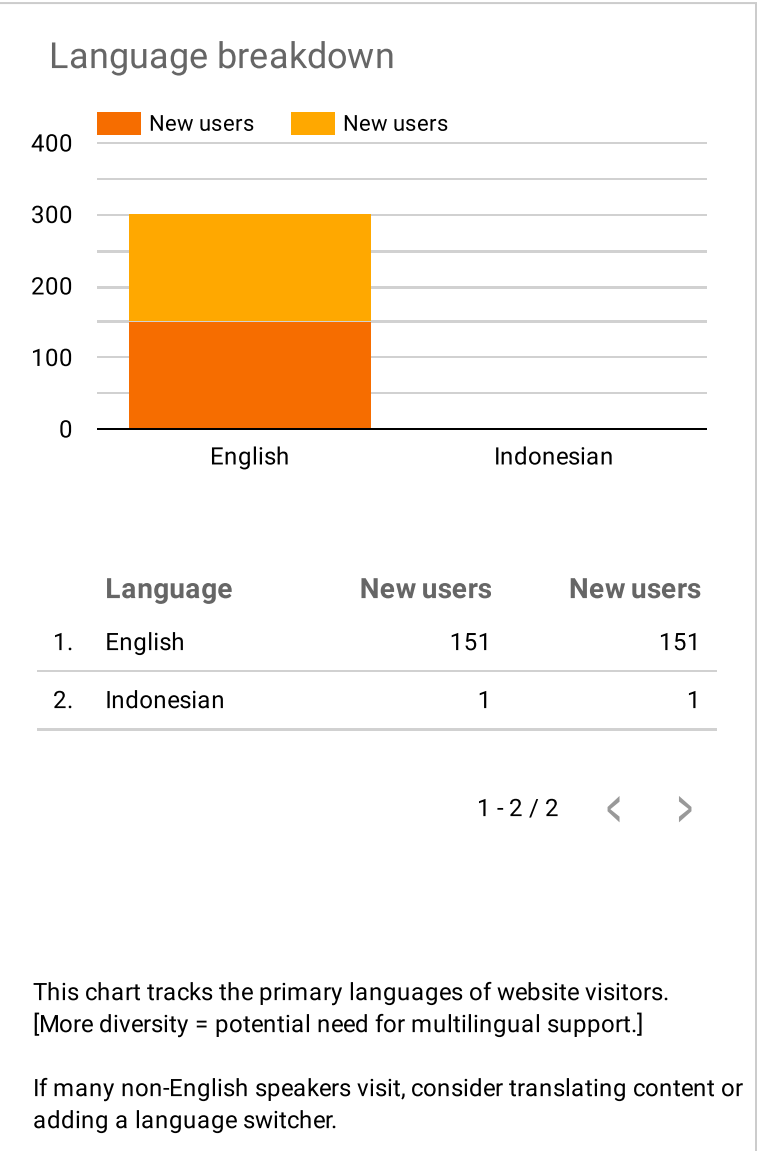 Language breakdown
New users New users
400
300
200
100
0
English Indonesian
Language New users New users
1. English 151 151
2. Indonesian 1 1
1 - 2 / 2
This chart tracks the primary languages of website visitors.
[More diversity = potential need for multilingual support.]
If many non-English speakers visit, consider translating content or
adding a language switcher.